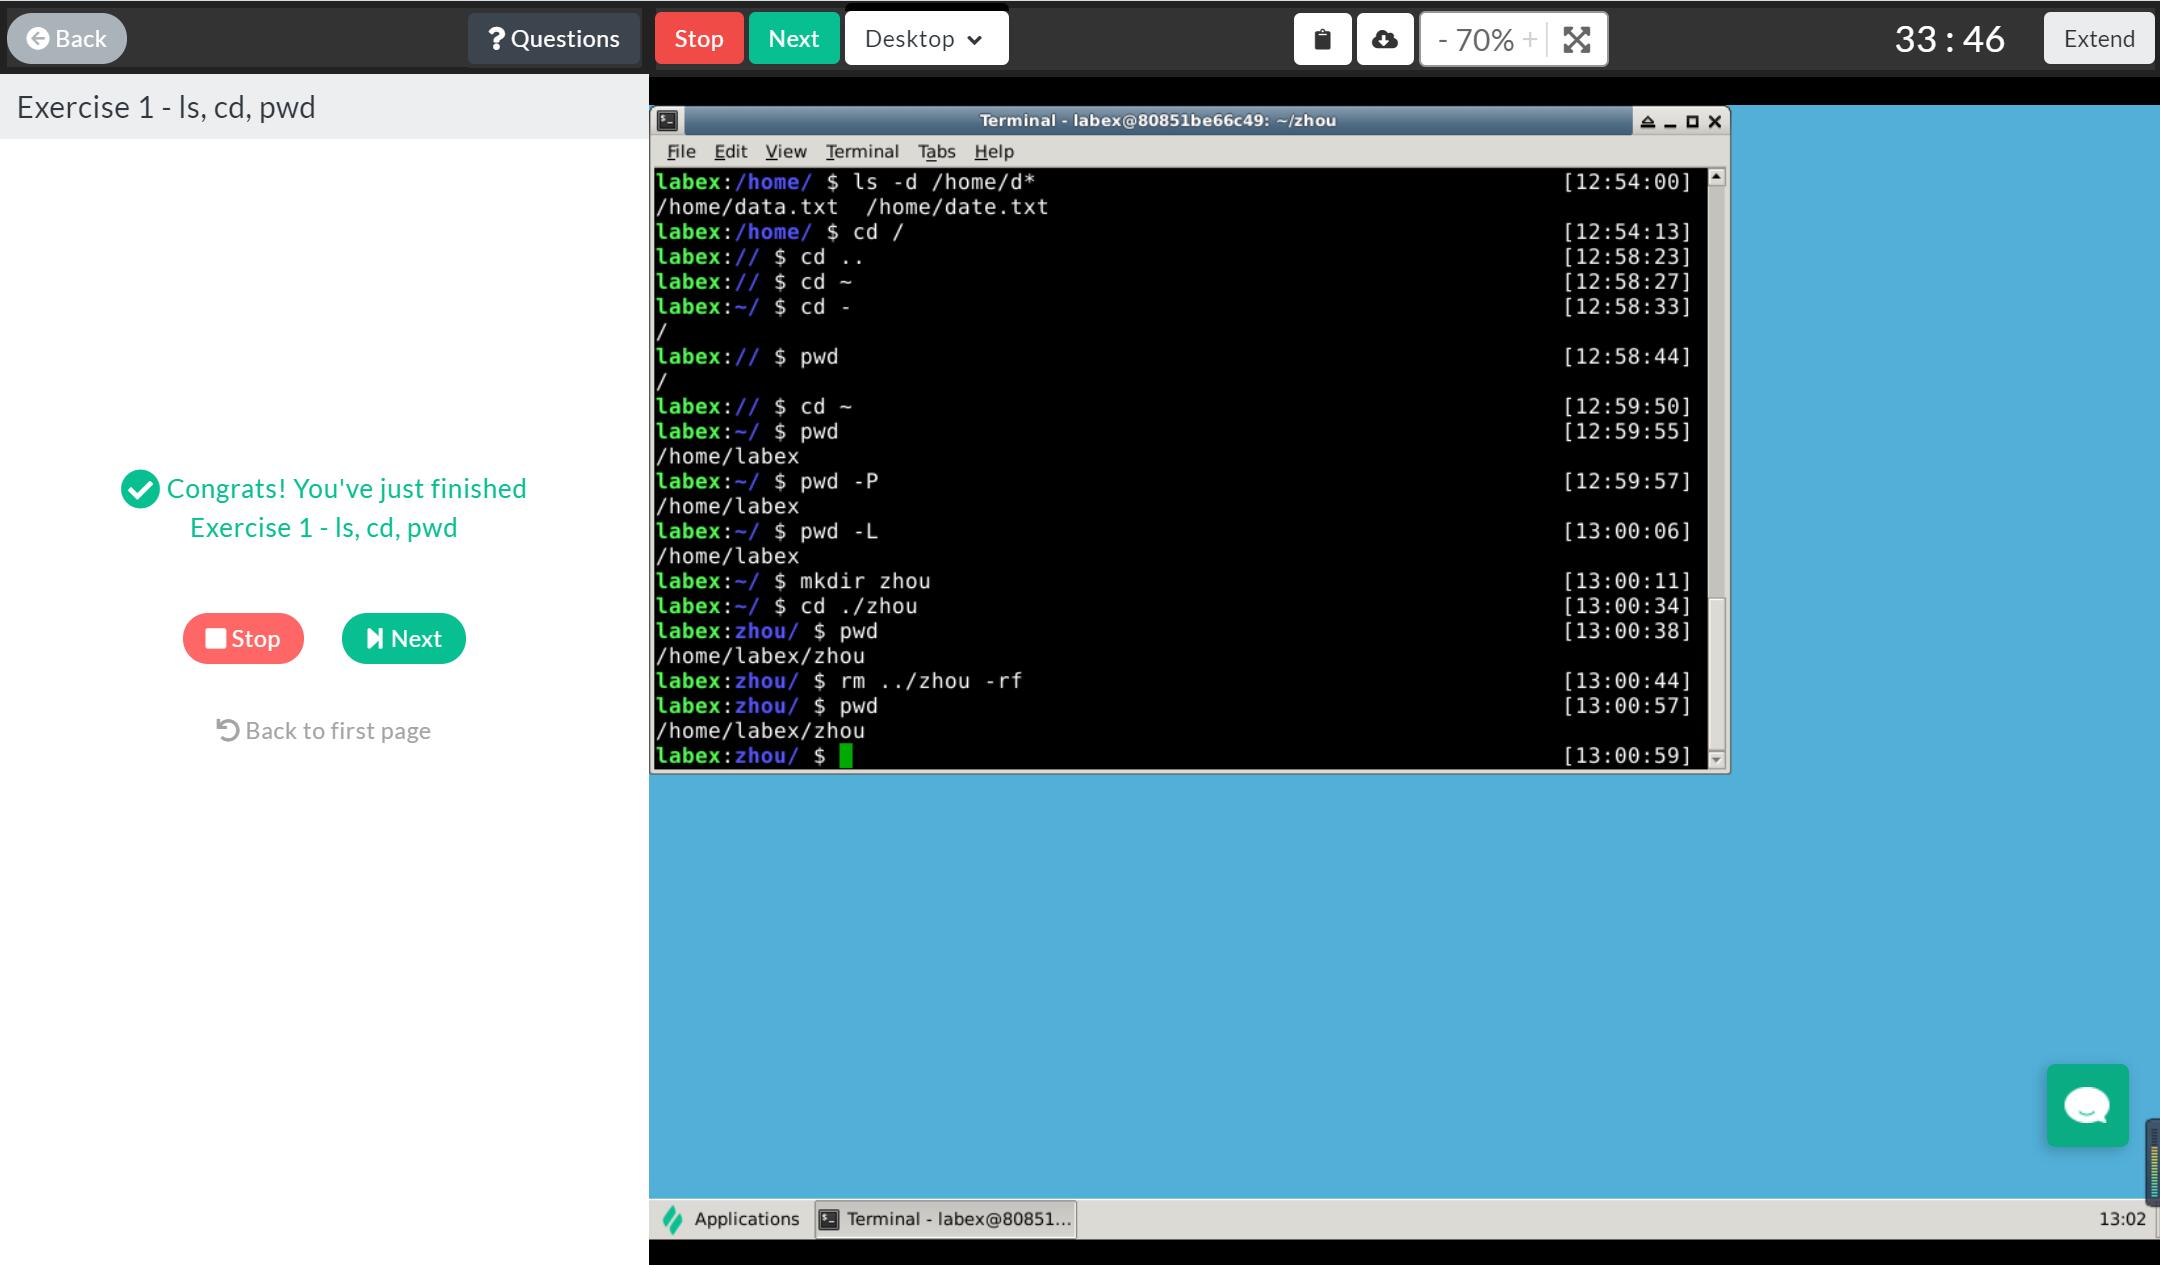 Back
Questions
Stop
Next
Desktop
- 70% +
33 : 46
Extend
Exercise 1 - ls, cd, pwd
Congrats! You've just finished
Exercise 1 - ls, cd, pwd
Stop
Next
Back to first page
Terminal - labex@80851be66c49: ~/zhou
File Edit View Terminal Tabs Help
labex:/home/ $ ls -d /home/d* [12:54:00]
/home/data.txt /home/date.txt
labex:/home/ $ cd / [12:54:13]
labex:// $ cd .. [12:58:23]
labex:// $ cd ~ [12:58:27]
labex:~/ $ cd - [12:58:33]
/
labex:// $ pwd [12:58:44]
/
labex:// $ cd ~ [12:59:50]
labex:~/ $ pwd [12:59:55]
/home/labex
labex:~/ $ pwd -P [12:59:57]
/home/labex
labex:~/ $ pwd -L [13:00:06]
/home/labex
labex:~/ $ mkdir zhou [13:00:11]
labex:~/ $ cd ./zhou [13:00:34]
labex:zhou/ $ pwd [13:00:38]
/home/labex/zhou
labex:zhou/ $ rm ../zhou -rf [13:00:44]
labex:zhou/ $ pwd [13:00:57]
/home/labex/zhou
labex:zhou/ $ [13:00:59]
Applications
Terminal - labex@80851...
13:02